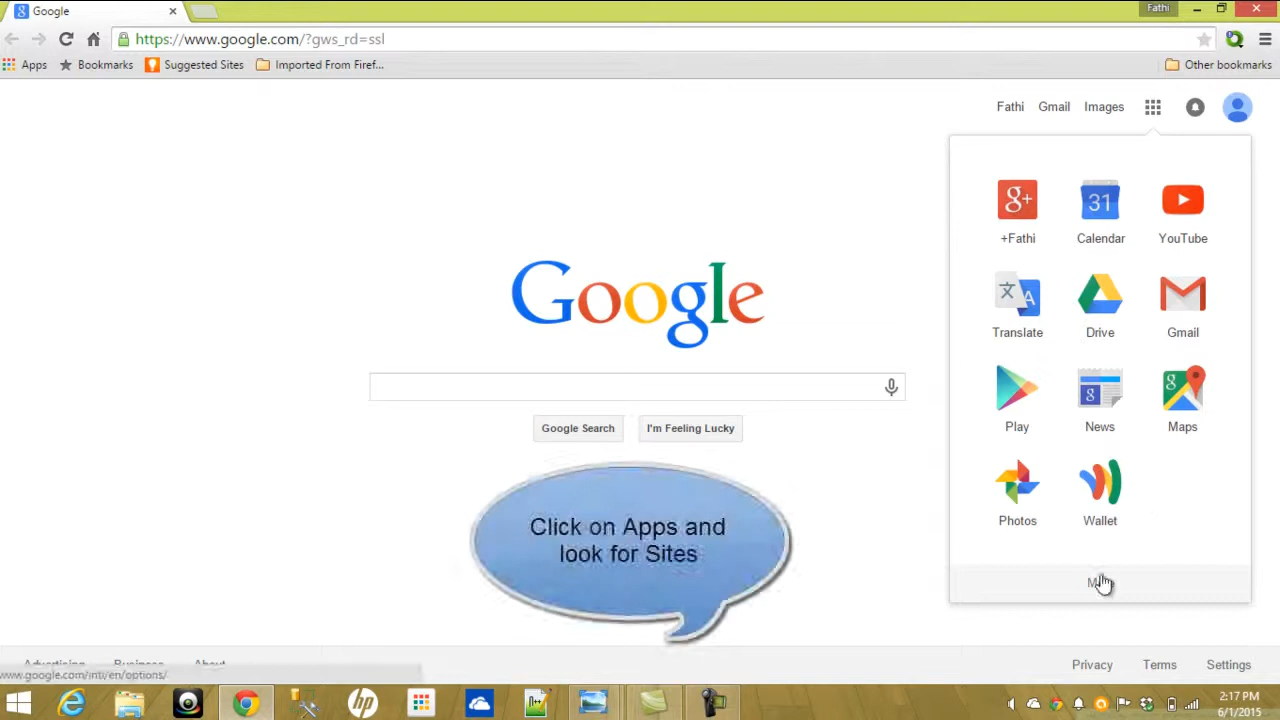 Google
Fathi
https://www.google.com/?gws_rd=ssl
Apps
Bookmarks
Suggested Sites
Imported From Firef...
Other bookmarks
Fathi Gmail Images
+Fathi
Calendar
31
YouTube
Translate
Drive
Gmail
Play
News
Maps
Photos
Wallet
Google
Google Search
I'm Feeling Lucky
Click on Apps and
look for Sites
Advertising Business About
www.google.com/intl/en/options/
Privacy Terms Settings
2:17 PM
6/1/2015